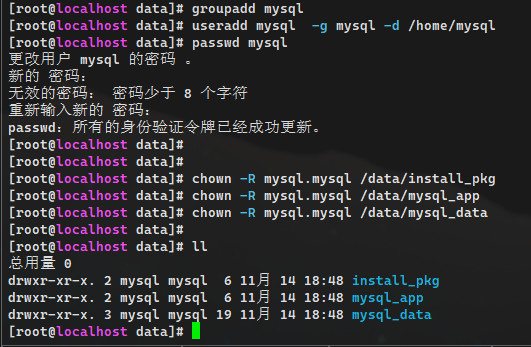 [root@localhost data]# groupadd mysql
[root@localhost data]# useradd mysql  -g mysql -d /home/mysql
[root@localhost data]# passwd mysql
更改用户 mysql 的密码 。
新的 密码：
无效的密码： 密码少于 8 个字符
重新输入新的 密码：
passwd：所有的身份验证令牌已经成功更新。
[root@localhost data]#
[root@localhost data]#
[root@localhost data]# chown -R mysql.mysql /data/install_pkg
[root@localhost data]# chown -R mysql.mysql /data/mysql_app
[root@localhost data]# chown -R mysql.mysql /data/mysql_data
[root@localhost data]#
[root@localhost data]# ll
总用量 0
drwxr-xr-x. 2 mysql mysql  6 11月 14 18:48 install_pkg
drwxr-xr-x. 2 mysql mysql  6 11月 14 18:48 mysql_app
drwxr-xr-x. 3 mysql mysql 19 11月 14 18:48 mysql_data
[root@localhost data]#